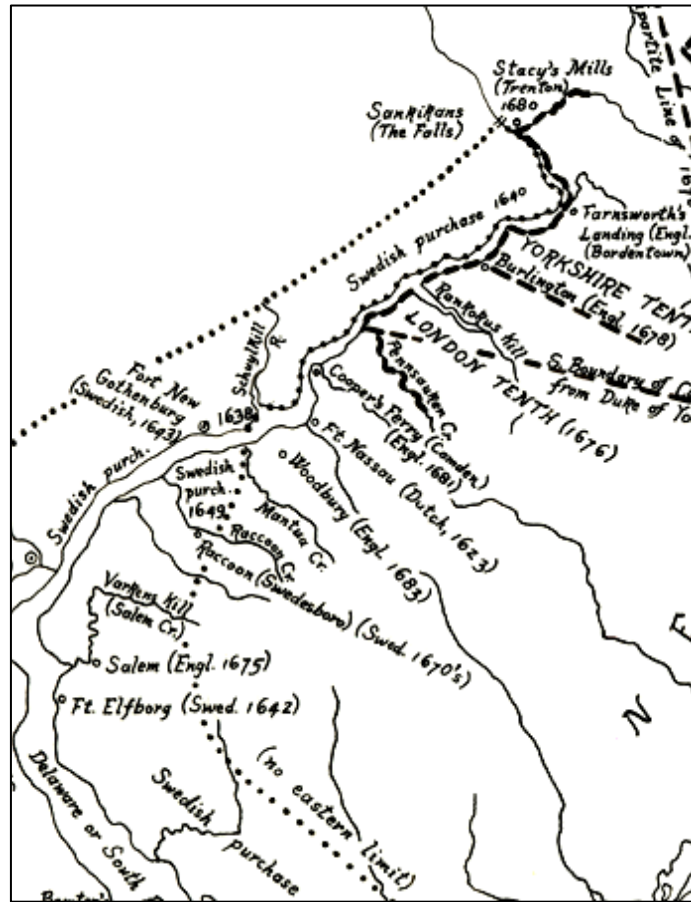 Stacy's Mills
(Trenton)
1680
Sankikans
(The Falls)
Swedish purchase 1640
Farnsworth's
Landing (Engl.
(Bordentown)
YORKSHIRE TENTH
Burlington (Engl. 1678)
Rankokus Kill
S. Boundary of
from Duke of
LONDON TENTH (1676)
Pennsauken Cr.
Schuylkill
R.
Fort New
Gothenburg
(Swedish, 1643)
1638
Cooper's Ferry (Camden)
(Engl. 1681)
Ft. Nassau (Dutch, 1623)
Swedish purch.
Swedish
purch.
1649
Woodbury (Engl. 1683)
Mantua Cr.
Raccoon Cr.
Raccoon (Swedesboro) (Swed. 1670's)
Varkens Kill
(Salem Cr.)
Salem (Engl. 1675)
Ft. Elfborg (Swed. 1642)
(no eastern limit)
Swedish purchase
Delaware or South
N